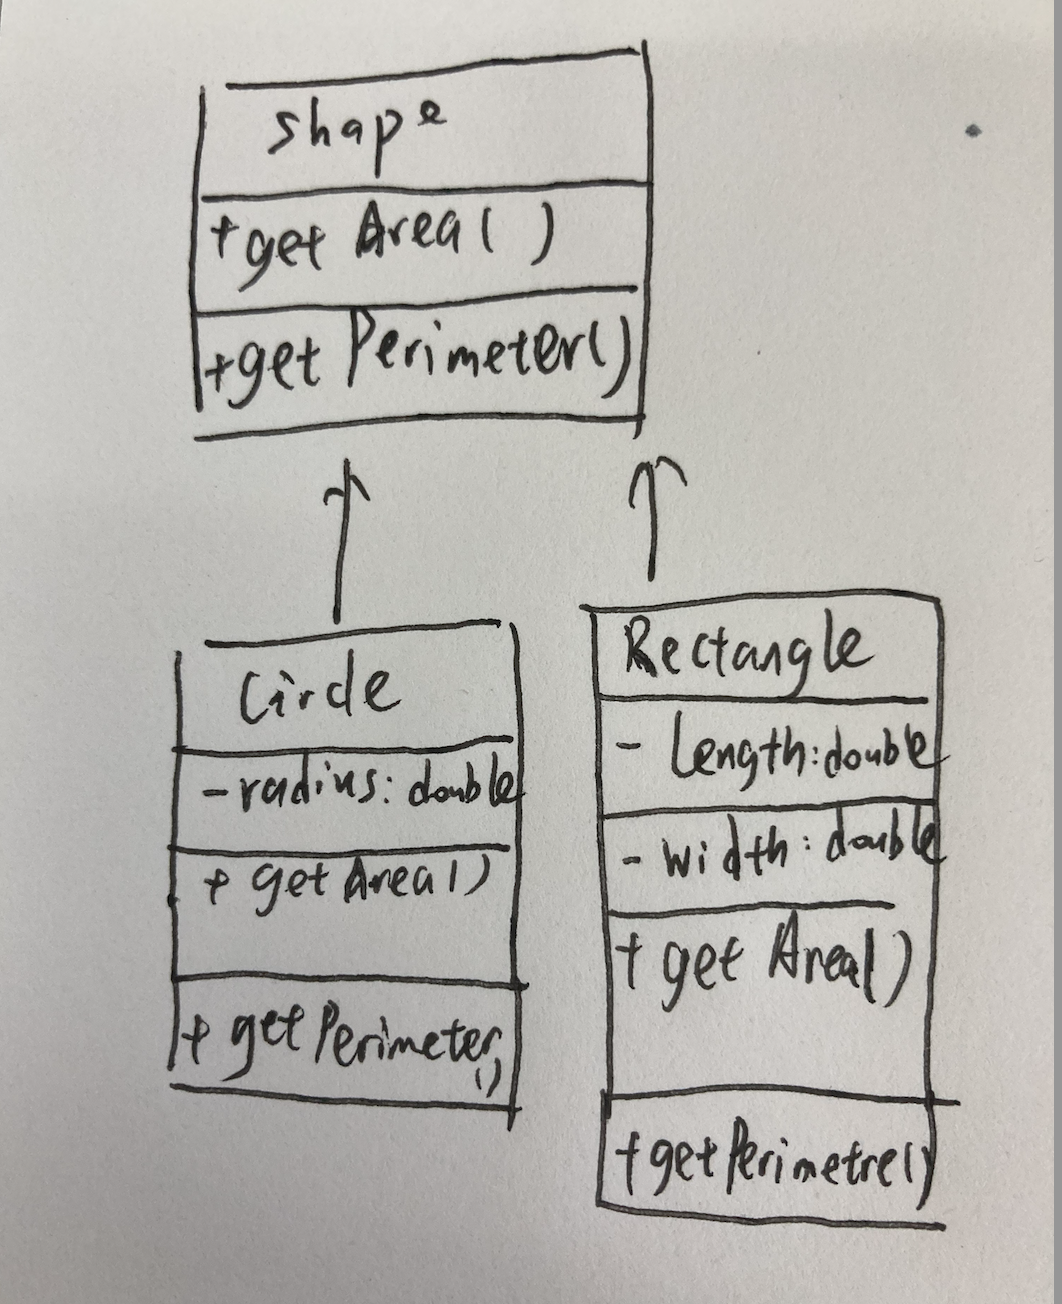 Shape
+get Area( )
+get Perimeter()
Circle
- radius: double
+ get Area()
+ get Perimeter
()
Rectangle
- Length: double
- width: double
+ get Area()
+ get Perimetre()